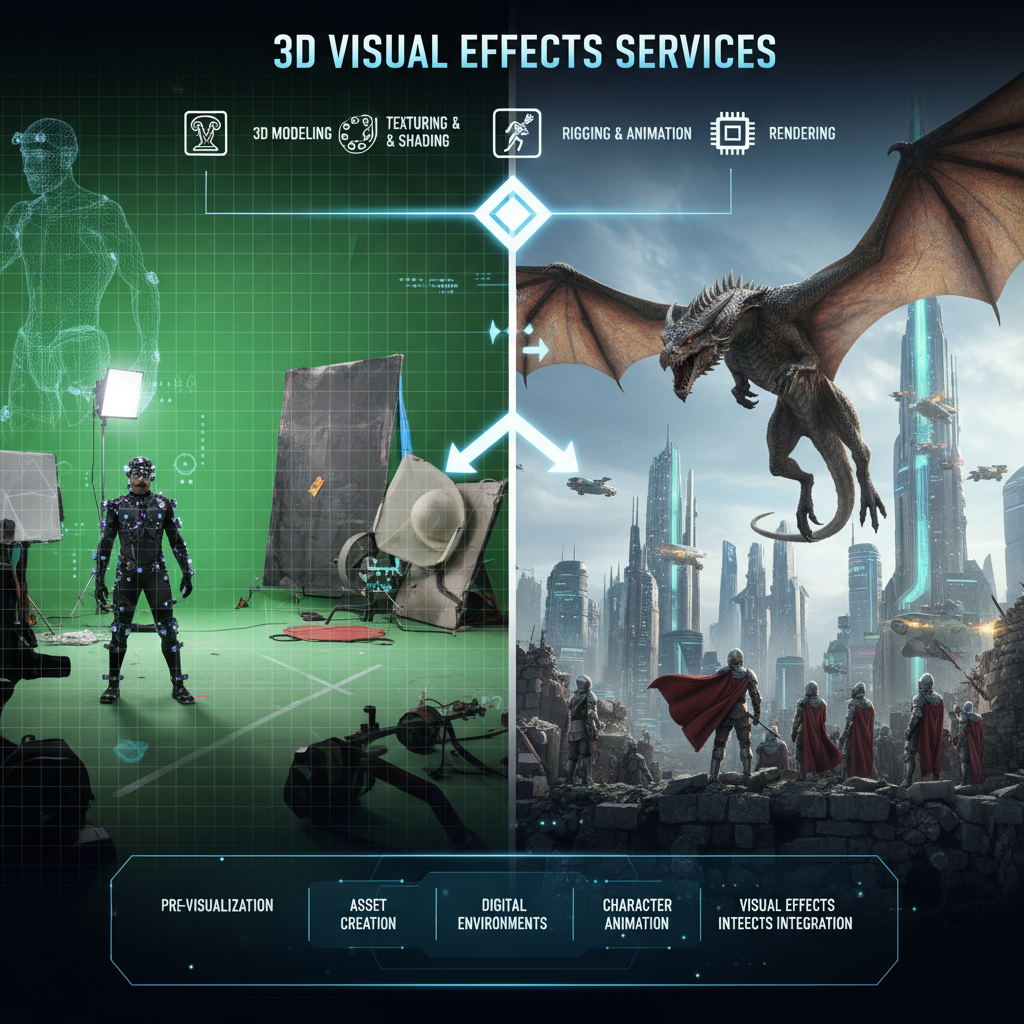 3D VISUAL EFFECTS SERVICES
3D MODELING
TEXTURING &
& SHADING
RIGGING & ANIMATION
RENDERING
PRE-VISUALIZATION
ASSET
CREATION
DIGITAL
ENVIRONMENTS
CHARACTER
ANIMATION
VISUAL EFFECTS
INTEECTS INTEGRATION